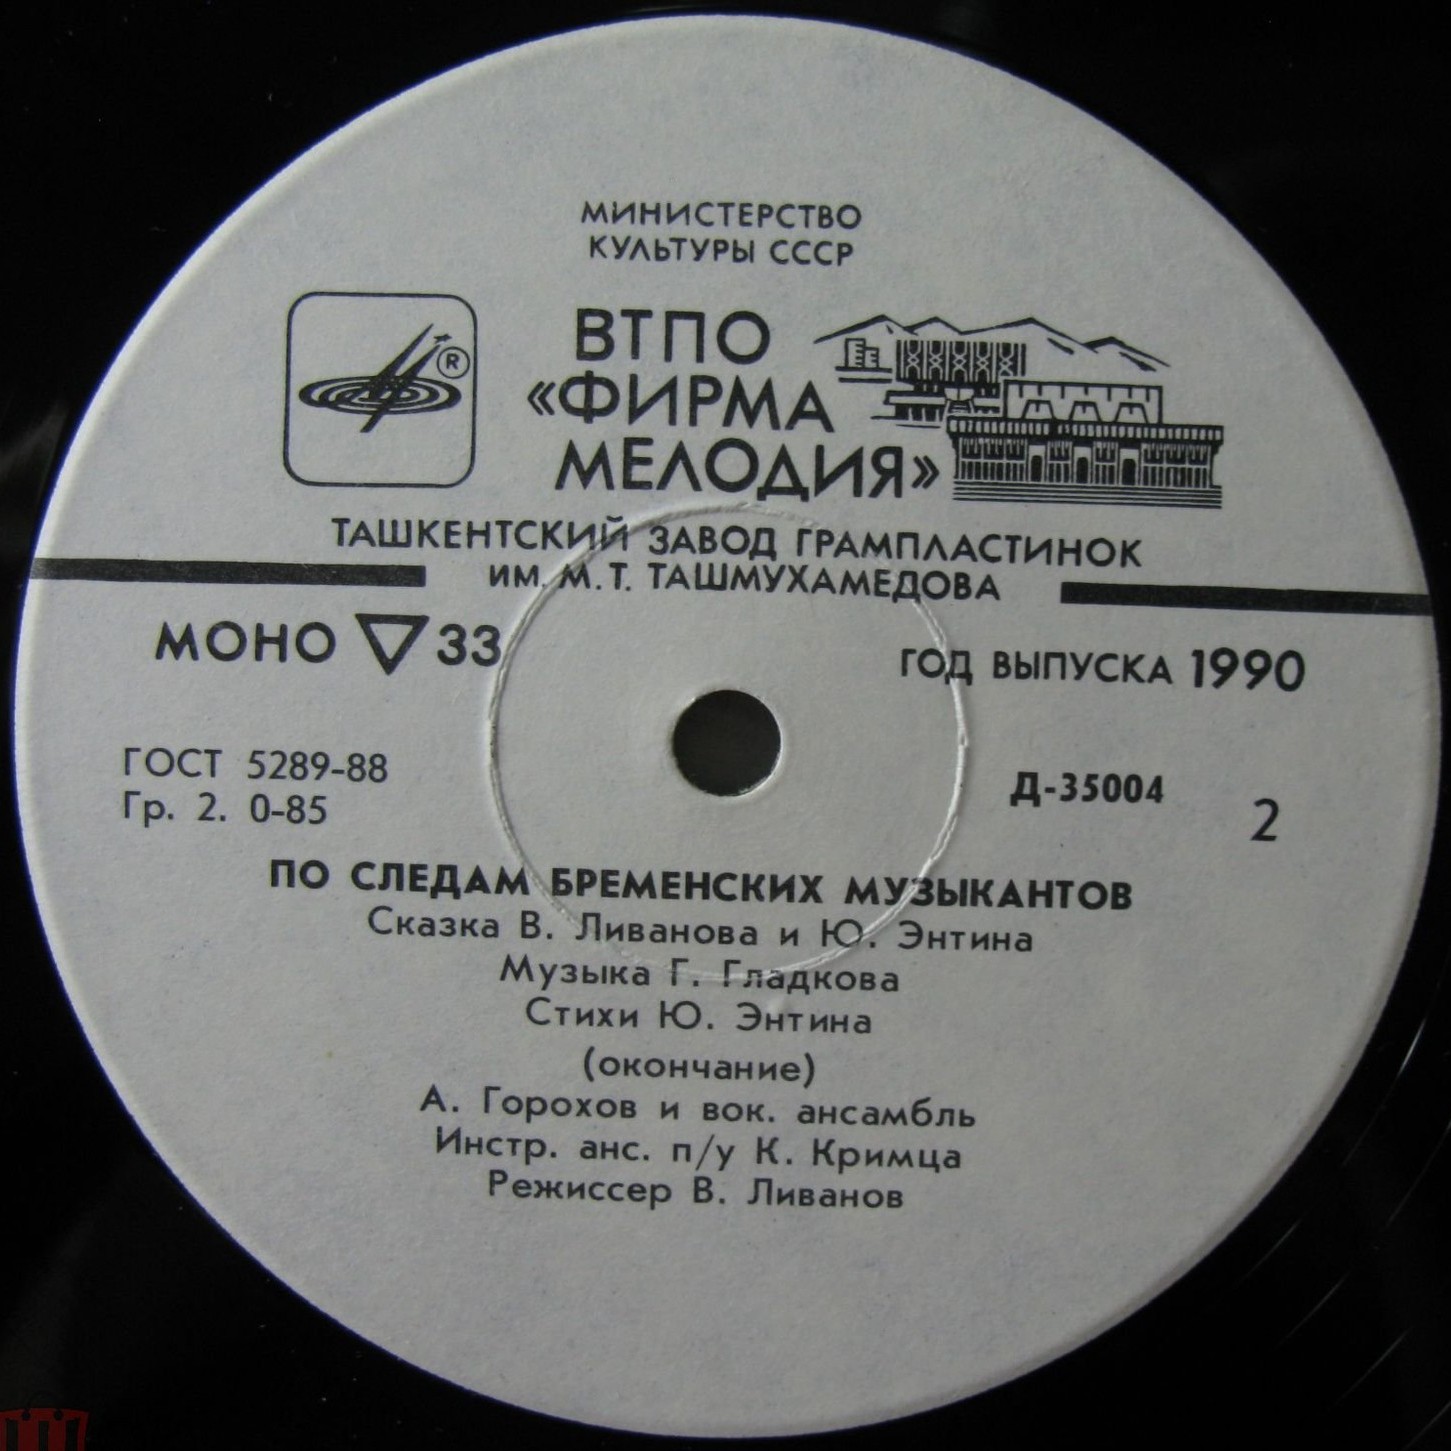 МИНИСТЕРСТВО
КУЛЬТУРЫ СССР
ВТПО
«ФИРМА
МЕЛОДИЯ»
®
ТАШКЕНТСКИЙ ЗАВОД ГРАМПЛАСТИНОК
ИМ. М. Т. ТАШМУХАМЕДОВА
МОНО 33
ГОД ВЫПУСКА 1990
ГОСТ 5289-88
Гр. 2. 0-85
Д-35004
2
ПО СЛЕДАМ БРЕМЕНСКИХ МУЗЫКАНТОВ
Сказка В. Ливанова и Ю. Энтина
Музыка Г. Гладкова
Стихи Ю. Энтина
(окончание)
А. Горохов и вок. ансамбль
Инстр. анс. п/у К. Кримца
Режиссер В. Ливанов